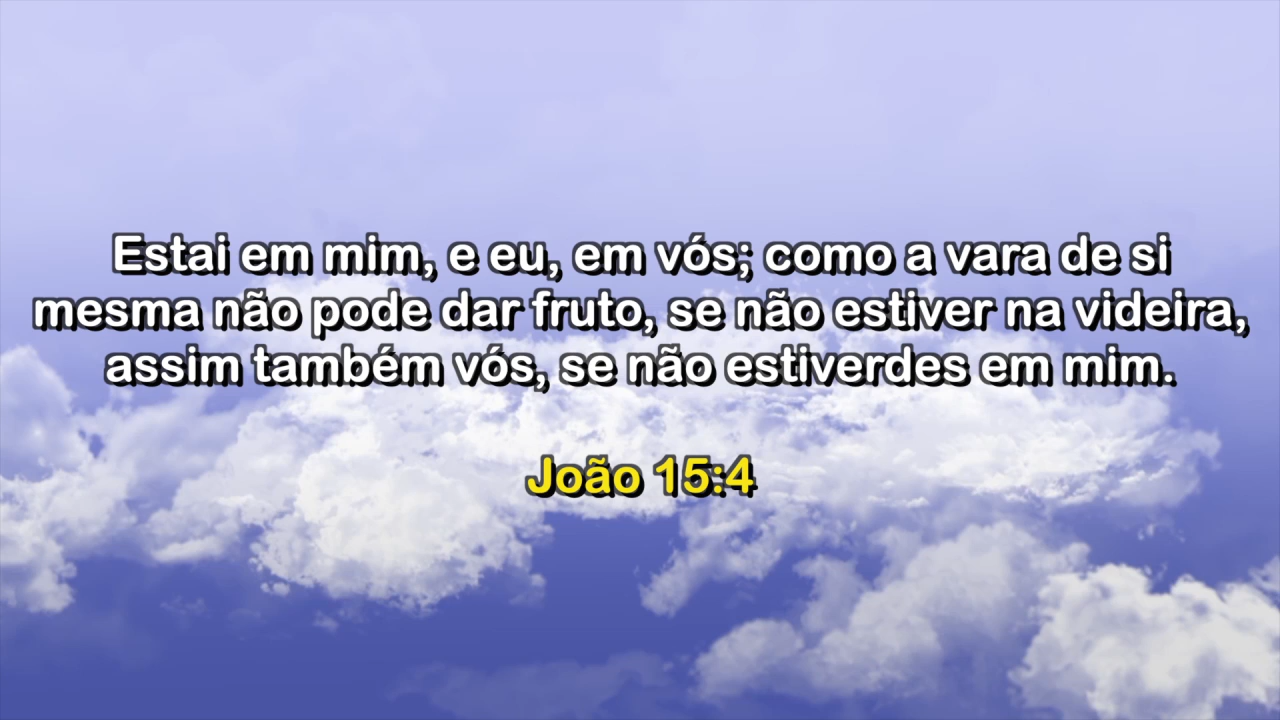 Estai em mim, e eu, em vós; como a vara de si
mesma não pode dar fruto, se não estiver na videira,
assim também vós, se não estiverdes em mim.
João 15:4